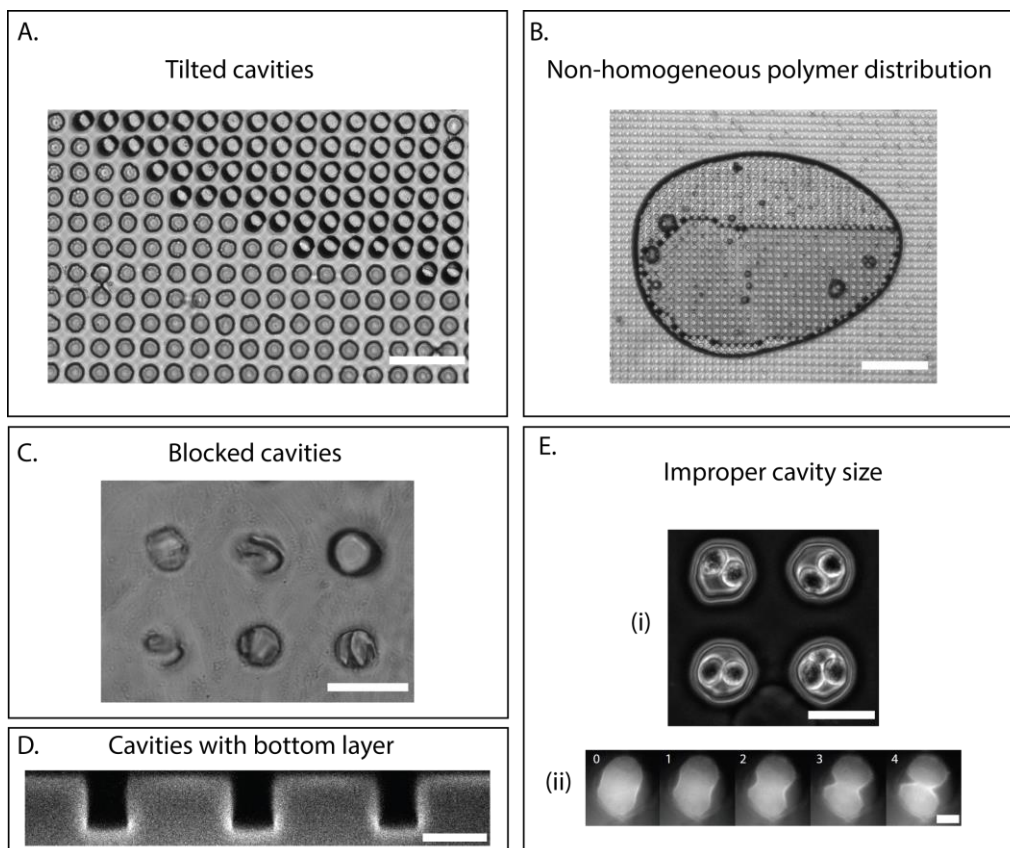 A.
Tilted cavities
B.
Non-homogeneous polymer distribution
C.
Blocked cavities
D.
Cavities with bottom layer
E.
Improper cavity size
(i)
(ii)
0 1 2 3 4